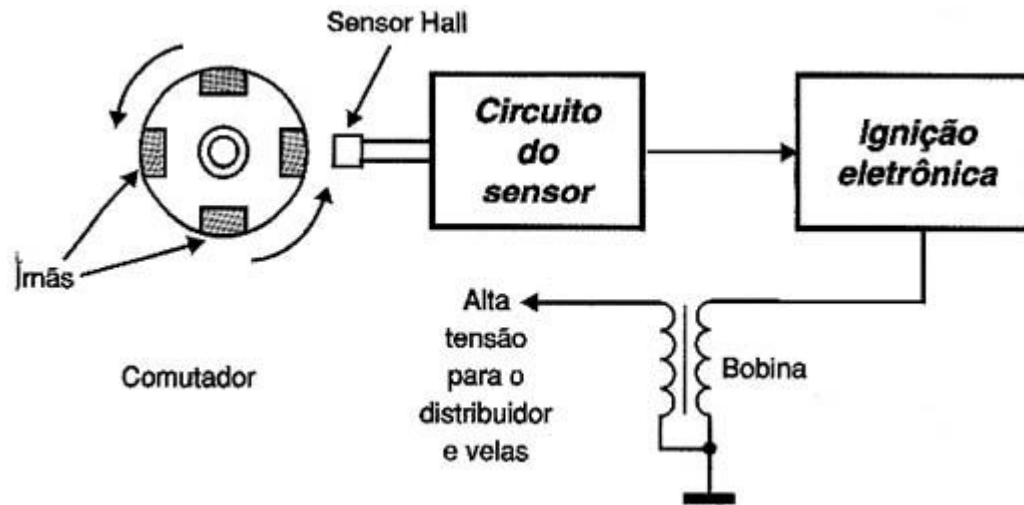 Sensor Hall
Circuito
do
sensor
Ignição
eletrônica
Ímãs
Comutador
Alta
tensão
para o
distribuidor
e velas
Bobina